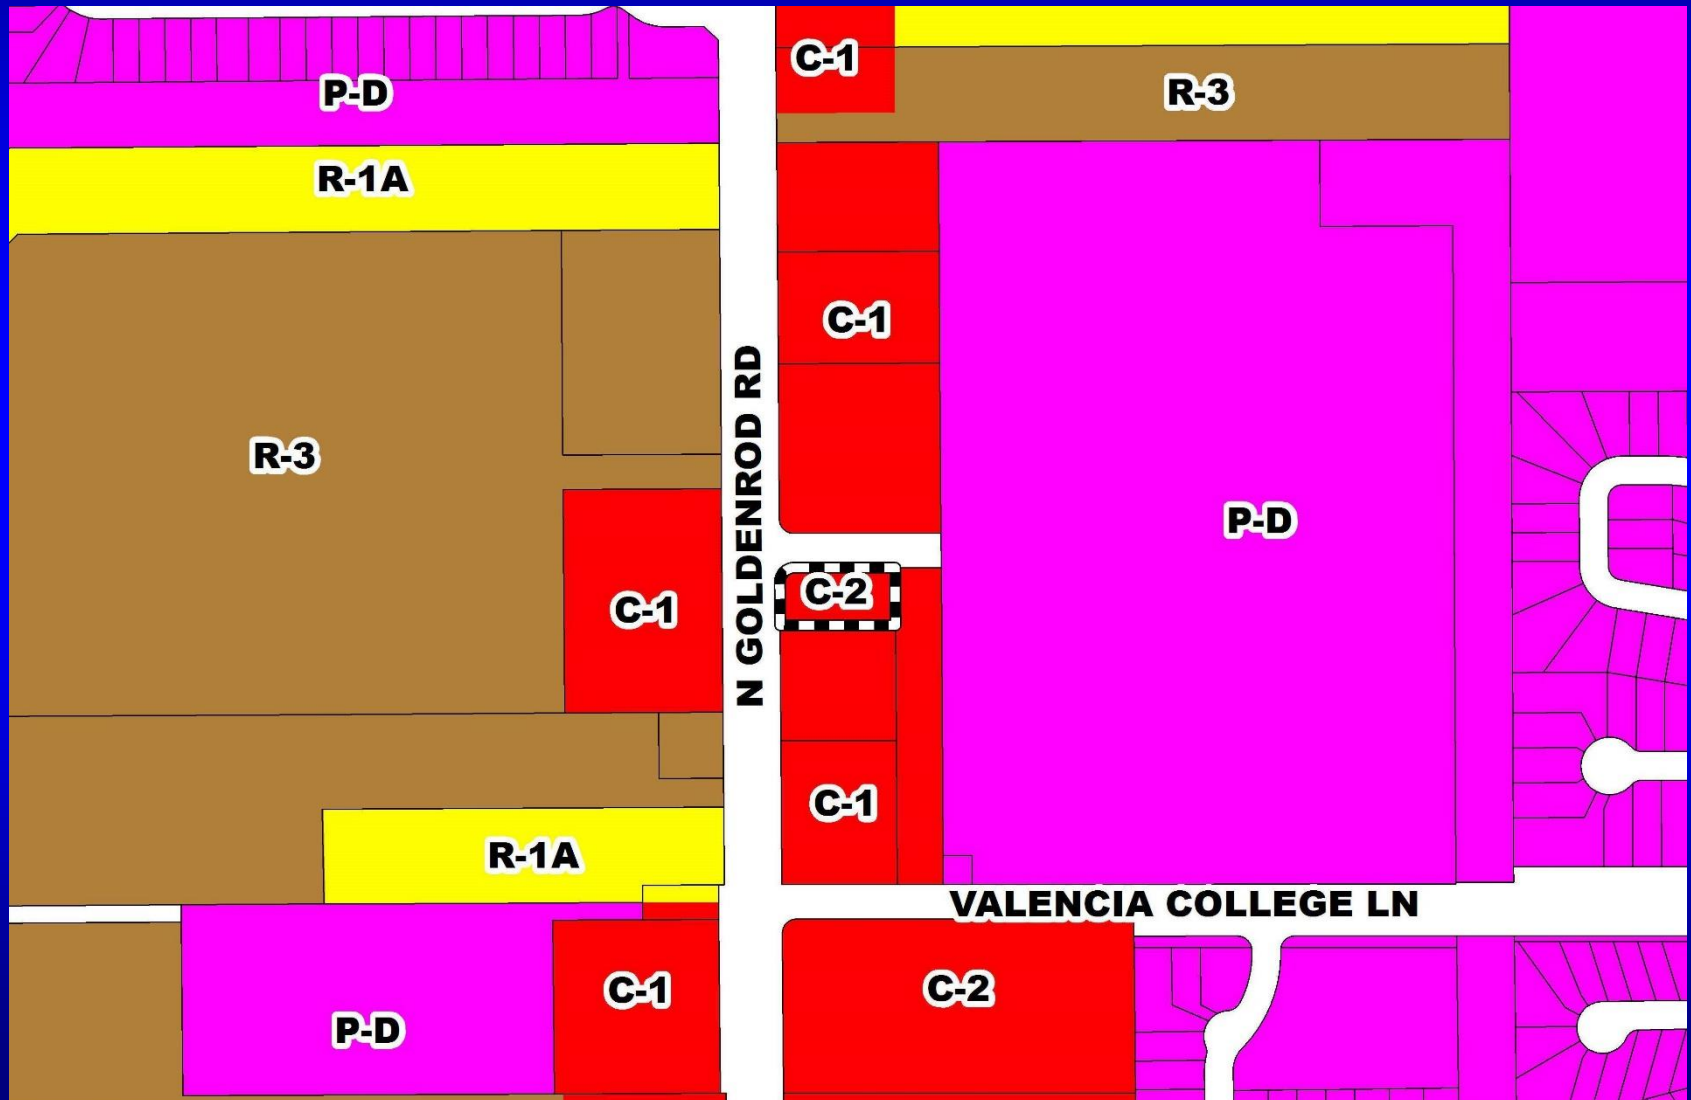 C-1
P-D
R-3
R-1A
C-1
N GOLDENROD RD
R-3
P-D
C-2
C-1
C-1
R-1A
VALENCIA COLLEGE LN
C-1
C-2
P-D